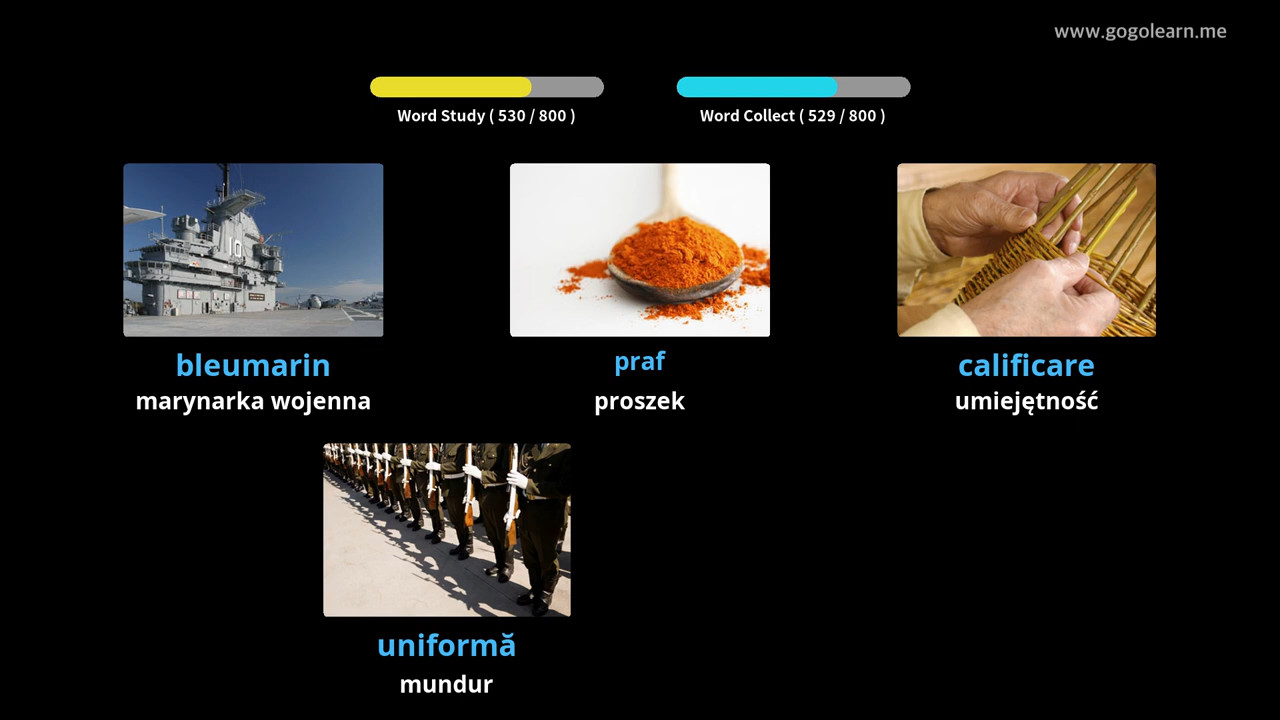 www.gogolearn.me
Word Study ( 530 / 800 )
Word Collect ( 529 / 800 )
bleumarin
praf
calificare
marynarka wojenna
proszek
umiejętność
uniformă
mundur